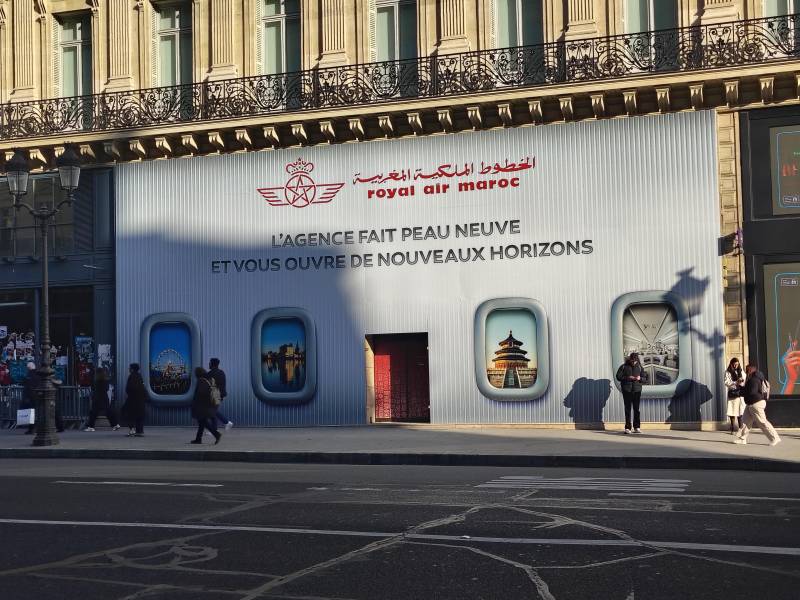 الخطوط الملكية المغربية
royal air maroc
L'AGENCE FAIT PEAU NEUVE
ET VOUS OUVRE DE NOUVEAUX HORIZONS